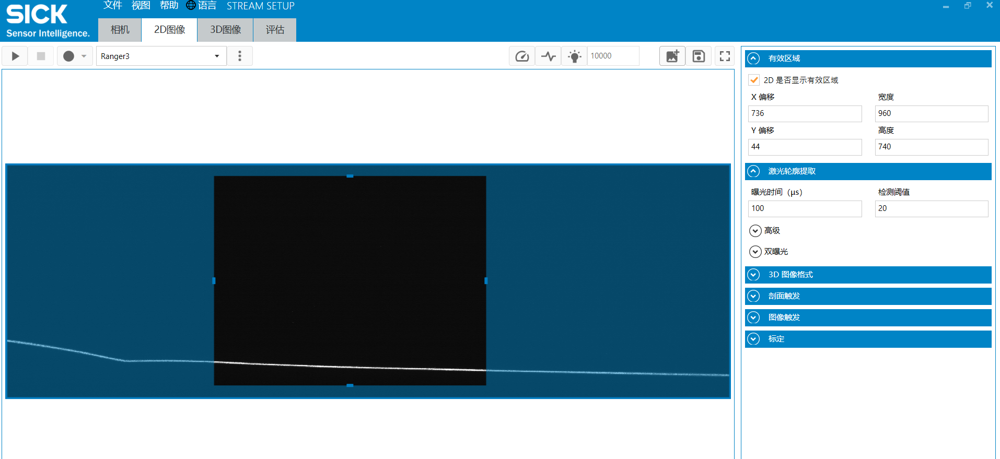 SICK
Sensor Intelligence.
文件 视图 帮助 语言 STREAM SETUP
相机 2D图像 3D图像 评估
Ranger3
10000
有效区域
2D 是否显示有效区域
X 偏移 宽度
736 960
Y 偏移 高度
44 740
激光轮廓提取
曝光时间（μs） 检测阈值
100 20
高级
双曝光
3D 图像格式
剖面触发
图像触发
标定